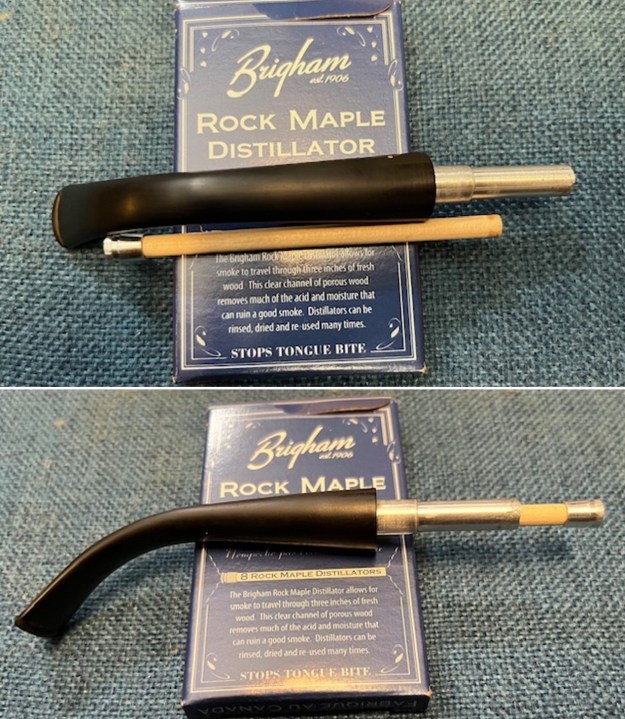 Brigham
est. 1906
ROCK MAPLE
DISTILLATOR
The Brigham Rock Maple Distillator allows for
smoke to travel through three inches of fresh
wood. This clear channel of porous wood
removes much of the acid and moisture that
can ruin a good smoke. Distillators can be
rinsed, dried and re-used many times.
STOPS TONGUE BITE
Brigham
est. 1906
ROCK MAPLE
8 ROCK MAPLE DISTILLATORS
The Brigham Rock Maple Distillator allows for
smoke to travel through three inches of fresh
wood. This clear channel of porous wood
removes much of the acid and moisture that
can ruin a good smoke. Distillators can be
rinsed, dried and re-used many times.
STOPS TONGUE BITE
FABRIQUÉ AU CANADA